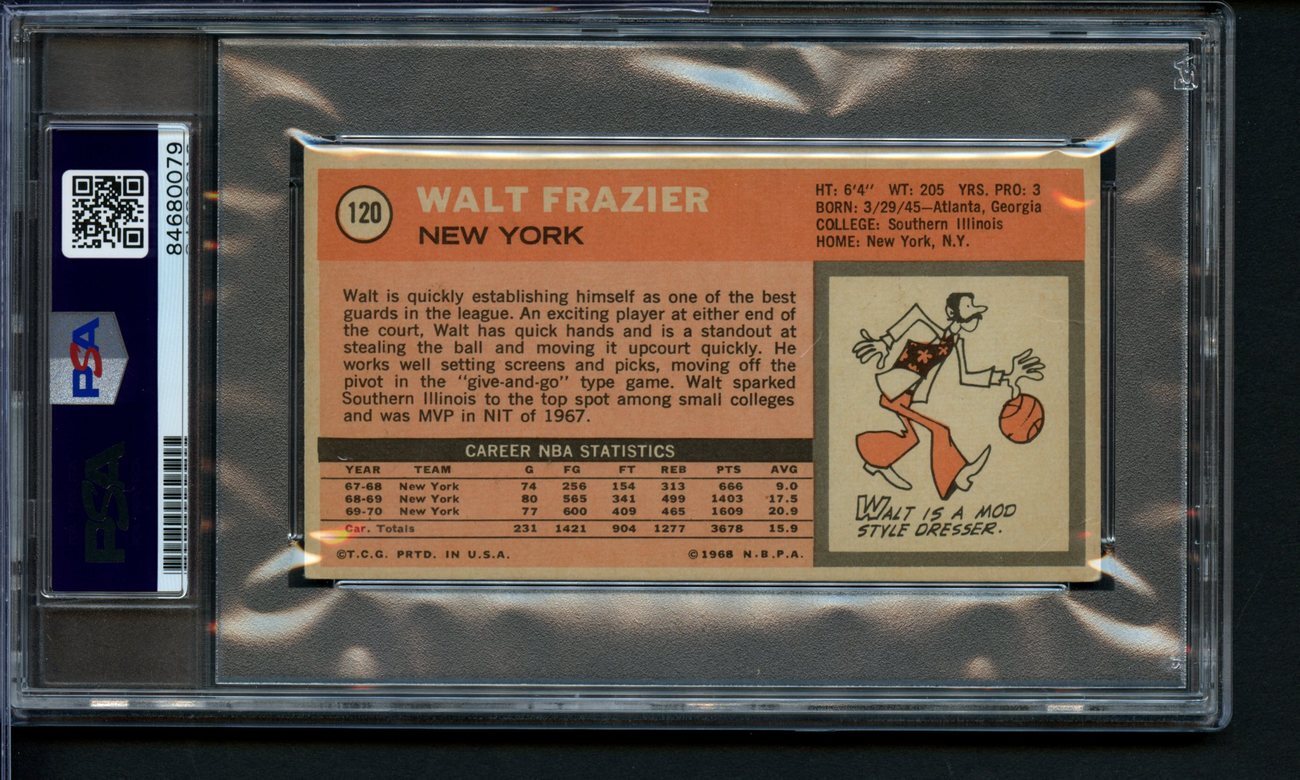 84680079
PSA
PSA
120
WALT FRAZIER
NEW YORK
HT: 6'4" WT: 205 YRS. PRO: 3
BORN: 3/29/45—Atlanta, Georgia
COLLEGE: Southern Illinois
HOME: New York, N.Y.
Walt is quickly establishing himself as one of the best
guards in the league. An exciting player at either end of
the court, Walt has quick hands and is a standout at
stealing the ball and moving it upcourt quickly. He
works well setting screens and picks, moving off the
pivot in the "give-and-go" type game. Walt sparked
Southern Illinois to the top spot among small colleges
and was MVP in NIT of 1967.
CAREER NBA STATISTICS
YEAR TEAM G FG FT REB PTS AVG
67-68 New York 74 256 154 313 666 9.0
68-69 New York 80 565 341 499 1403 17.5
69-70 New York 77 600 409 465 1609 20.9
Car. Totals 231 1421 904 1277 3678 15.9
©T.C.G. PRTD. IN U.S.A. ©1968 N.B.P.A.
WALT IS A MOD
STYLE DRESSER.